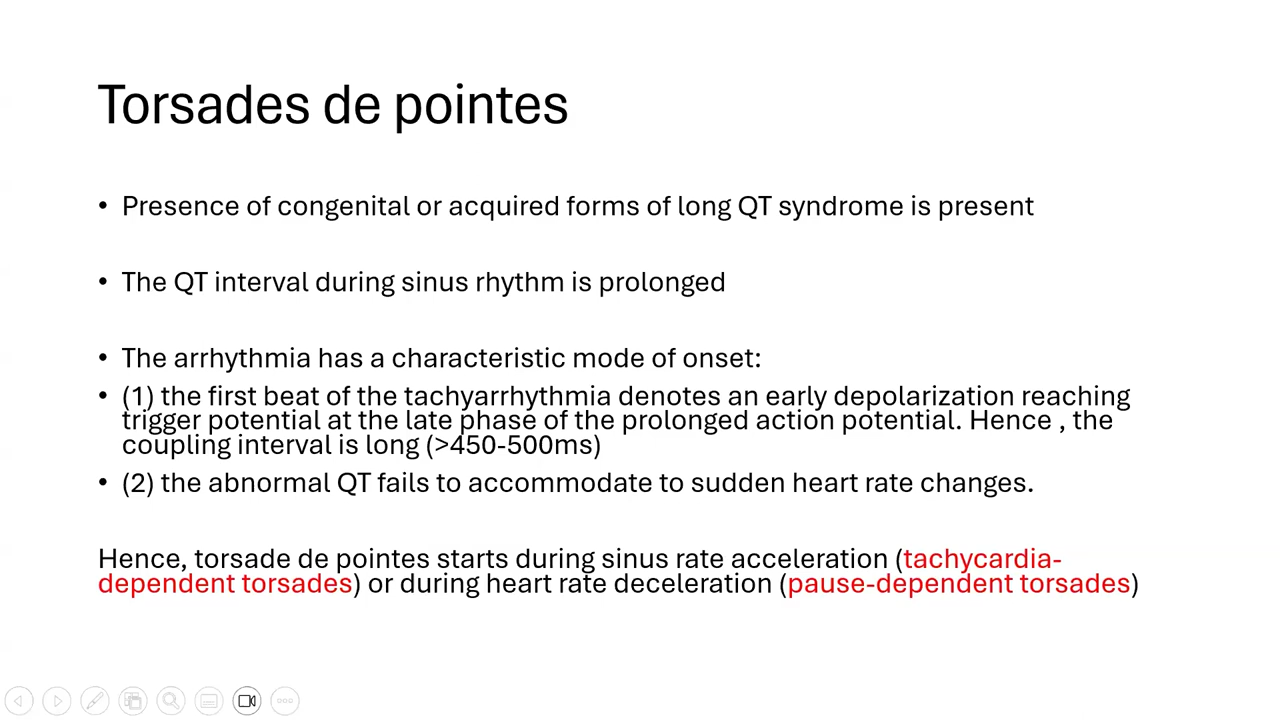 Torsades de pointes
• Presence of congenital or acquired forms of long QT syndrome is present
• The QT interval during sinus rhythm is prolonged
• The arrhythmia has a characteristic mode of onset:
• (1) the first beat of the tachyarrhythmia denotes an early depolarization reaching
trigger potential at the late phase of the prolonged action potential. Hence , the
coupling interval is long (>450-500ms)
• (2) the abnormal QT fails to accommodate to sudden heart rate changes.
Hence, torsade de pointes starts during sinus rate acceleration (tachycardia-
dependent torsades) or during heart rate deceleration (pause-dependent torsades)